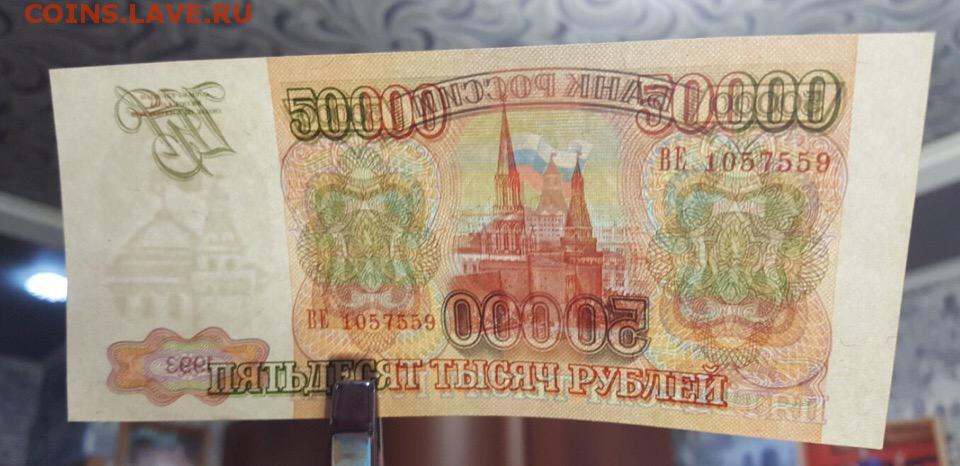 COINS.LAVE.RU
БАНК РОССИИ
50000 50000
ВЕ 1057559
ВЕ 1057559
50000
1993
ПЯТЬДЕСЯТ ТЫСЯЧ РУБЛЕЙ